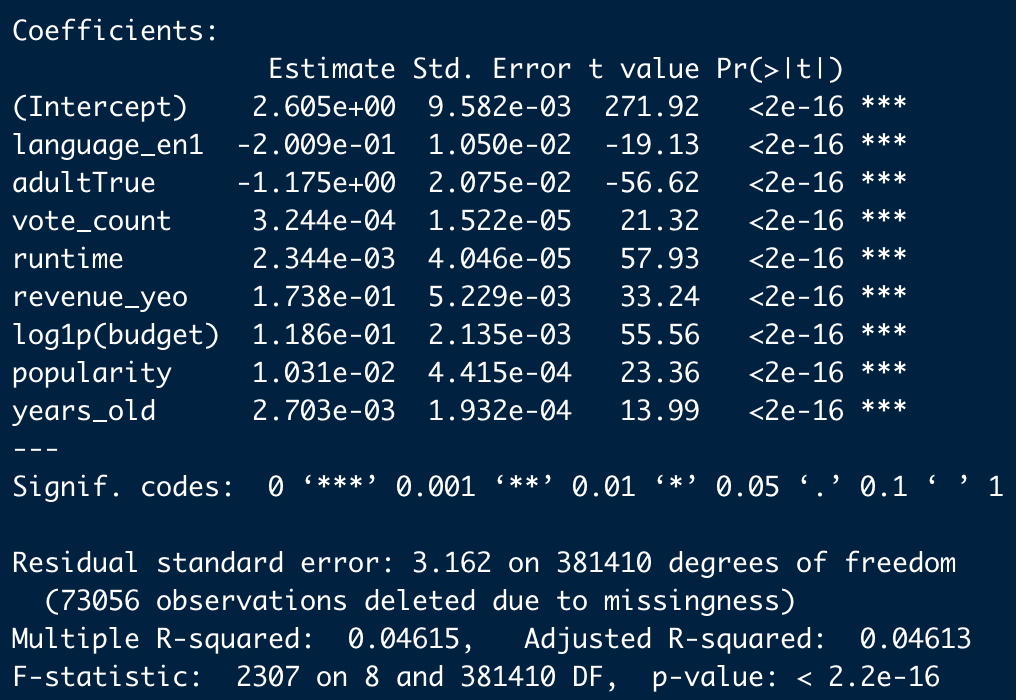 Coefficients:
Estimate Std. Error t value Pr(>|t|)
(Intercept) 2.605e+00 9.582e-03 271.92 <2e-16 ***
language_en1 -2.009e-01 1.050e-02 -19.13 <2e-16 ***
adultTrue -1.175e+00 2.075e-02 -56.62 <2e-16 ***
vote_count 3.244e-04 1.522e-05 21.32 <2e-16 ***
runtime 2.344e-03 4.046e-05 57.93 <2e-16 ***
revenue_yeo 1.738e-01 5.229e-03 33.24 <2e-16 ***
log1p(budget) 1.186e-01 2.135e-03 55.56 <2e-16 ***
popularity 1.031e-02 4.415e-04 23.36 <2e-16 ***
years_old 2.703e-03 1.932e-04 13.99 <2e-16 ***
---
Signif. codes: 0 ‘***’ 0.001 ‘**’ 0.01 ‘*’ 0.05 ‘.’ 0.1 ‘ ’ 1
Residual standard error: 3.162 on 381410 degrees of freedom
(73056 observations deleted due to missingness)
Multiple R-squared: 0.04615, Adjusted R-squared: 0.04613
F-statistic: 2307 on 8 and 381410 DF, p-value: < 2.2e-16